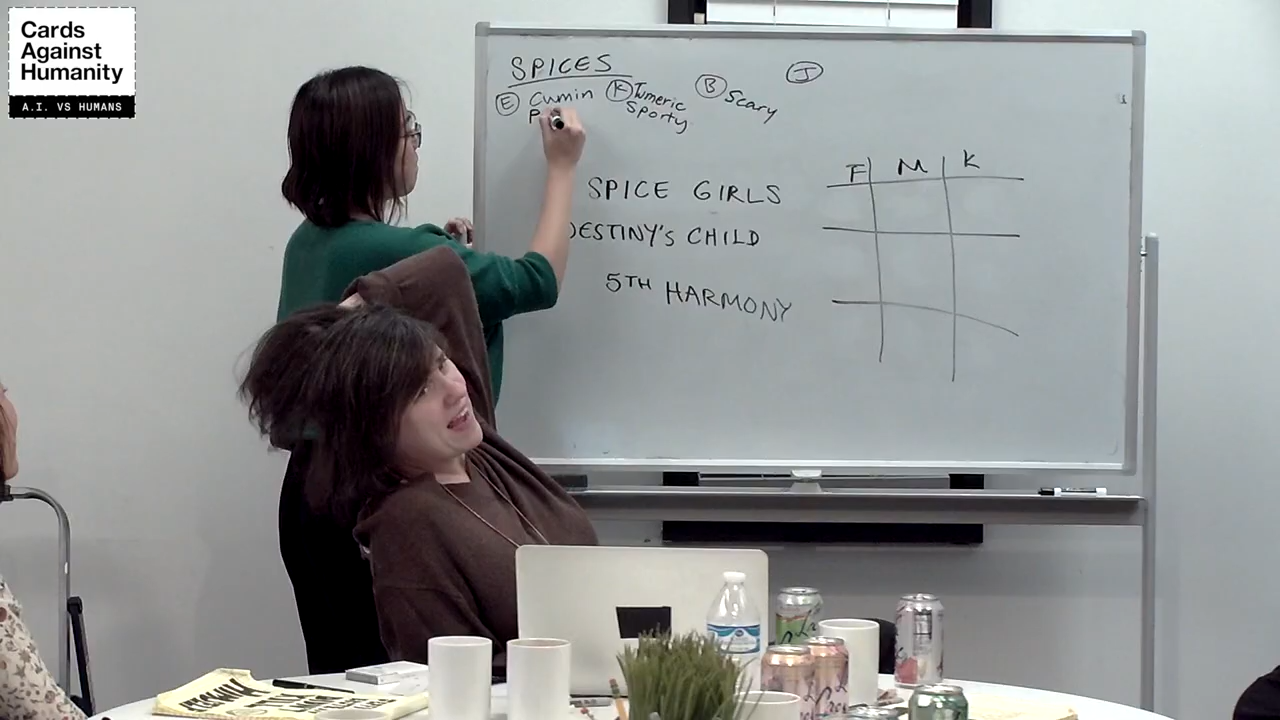 Cards
Against
Humanity
A.I. VS HUMANS
SPICES
E Cumin K Tumeric B Scary J
P Sporty
F M K
SPICE GIRLS
DESTINY'S CHILD
5TH HARMONY